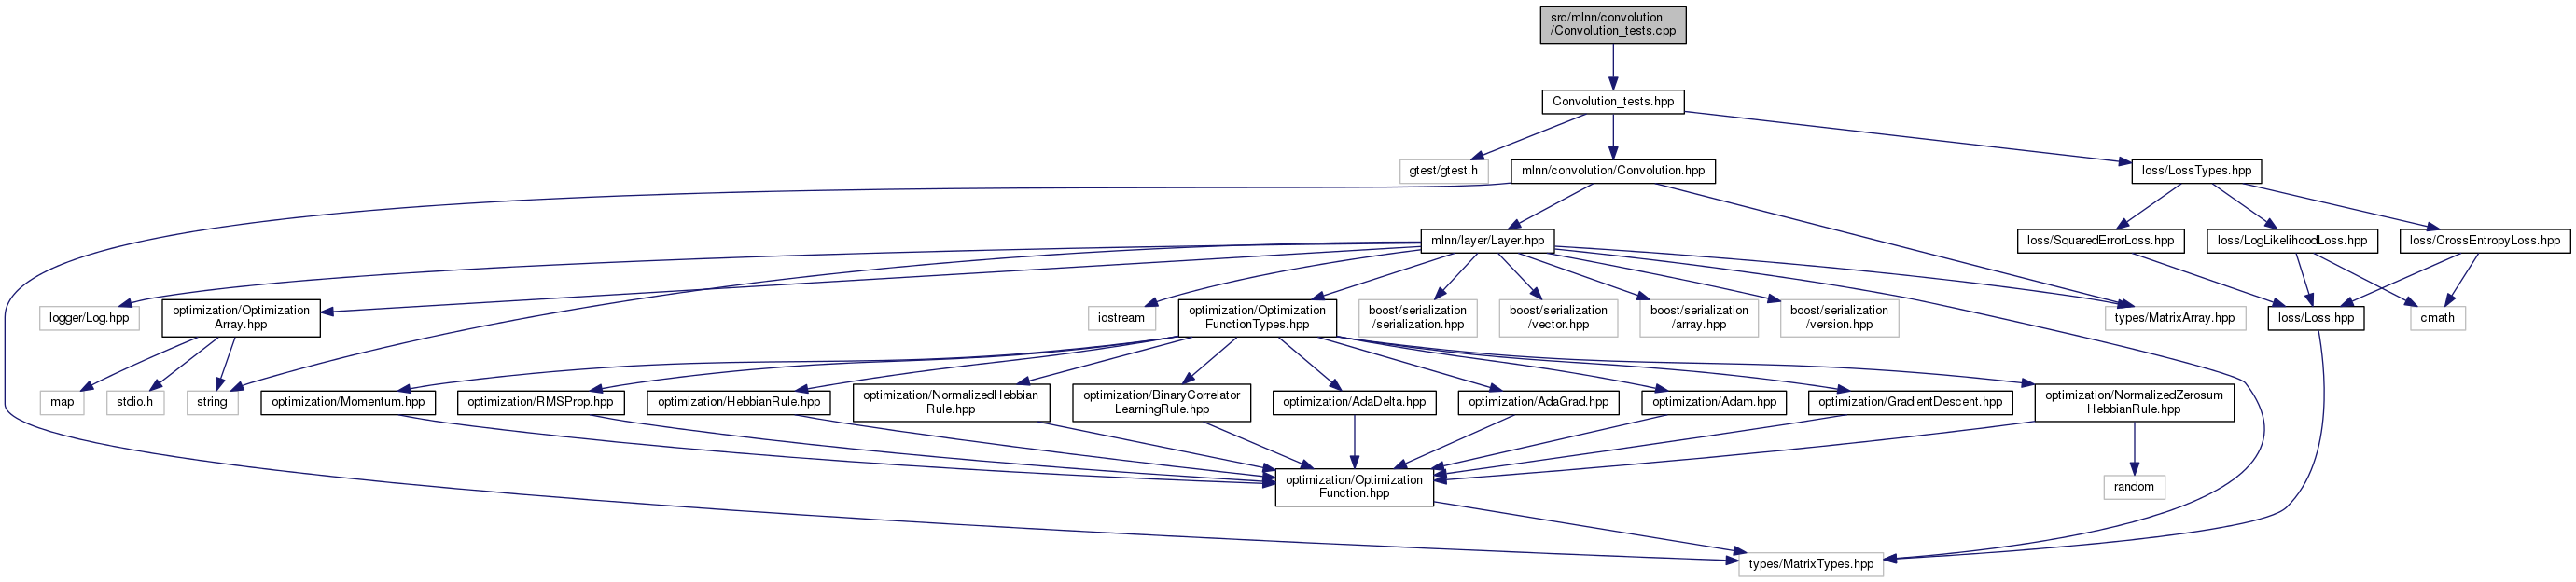 src/mlnn/convolution
/Convolution_tests.cpp
Convolution_tests.hpp
gtest/gtest.h
mlnn/convolution/Convolution.hpp
loss/LossTypes.hpp
mlnn/layer/Layer.hpp
loss/SquaredErrorLoss.hpp
loss/LogLikelihoodLoss.hpp
loss/CrossEntropyLoss.hpp
logger/Log.hpp
optimization/Optimization
Array.hpp
iostream
optimization/Optimization
FunctionTypes.hpp
boost/serialization
/serialization.hpp
boost/serialization
/vector.hpp
boost/serialization
/array.hpp
boost/serialization
/version.hpp
types/MatrixArray.hpp
loss/Loss.hpp
cmath
map
stdio.h
string
optimization/Momentum.hpp
optimization/RMSProp.hpp
optimization/HebbianRule.hpp
optimization/NormalizedHebbian
Rule.hpp
optimization/BinaryCorrelator
LearningRule.hpp
optimization/AdaDelta.hpp
optimization/AdaGrad.hpp
optimization/Adam.hpp
optimization/GradientDescent.hpp
optimization/NormalizedZerosum
HebbianRule.hpp
optimization/Optimization
Function.hpp
random
types/MatrixTypes.hpp